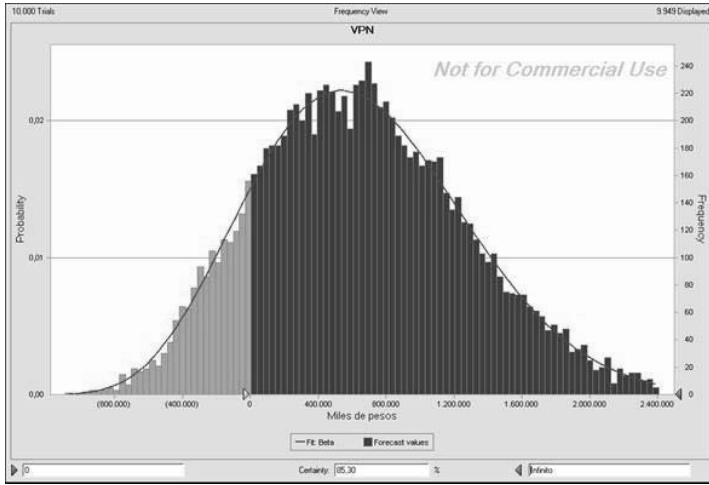 10.000 Trials Frequency View 9.949 Displayed
VPN
Not for Commercial Use
Probability
0,02
0,01
0,00
Frequency
240
220
200
180
160
140
120
100
80
60
40
20
0
(800.000) (400.000) 0 400.000 800.000 1.200.000 1.600.000 2.000.000 2.400.000
Miles de pesos
Fit: Beta Forecast values
0 Certainty: 85,30 % Infinito